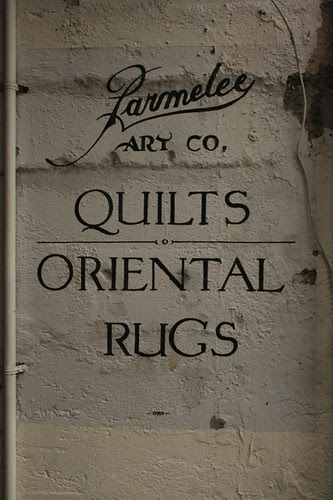 Parmelee
ART CO.
QUILTS
ORIENTAL
RUGS